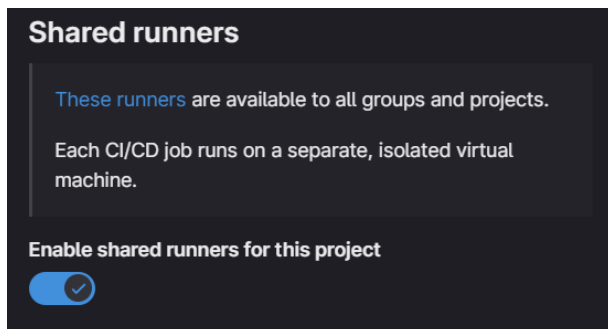 Shared runners
These runners are available to all groups and projects.
Each CI/CD job runs on a separate, isolated virtual
machine.
Enable shared runners for this project